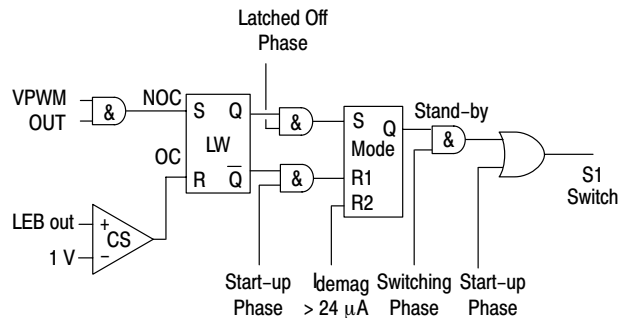 Latched Off
Phase
VPWM
OUT
&
NOC
S
Q
LW
OC
R
Q
LEB out
+
CS
1 V
−
&
&
S
Q
Mode
R1
R2
Stand−by
&
S1
Switch
Start−up
Phase
Idemag
> 24 μA
Switching
Phase
Start−up
Phase